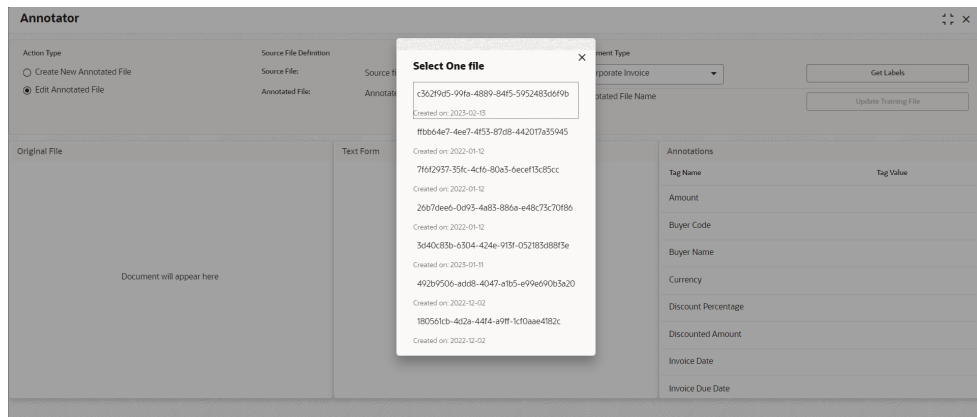 Annotator
Action Type
Create New Annotated File
Edit Annotated File
Source File Definition
Source File:
Source fi
Annotated File:
Annotate
ment Type
rporate Invoice
otated File Name
Get Labels
Update Training File
Select One file
c362f9d5-99fa-4889-84f5-5952483d6f9b
Created on: 2023-02-13
ffbb64e7-4ee7-4f53-87d8-442017a35945
Created on: 2022-01-12
7f6f2937-35fc-4cf6-80a3-6ecef13c85cc
Created on: 2022-01-12
26b7dee6-0d93-4a83-886a-e48c73c70f86
Created on: 2022-01-12
3d40c83b-6304-424e-913f-052183d88f3e
Created on: 2023-01-11
492b9506-add8-4047-a1b5-e99e690b3a20
Created on: 2022-12-02
180561cb-4d2a-44f4-a9ff-1cf0aae4182c
Created on: 2022-12-02
Original File
Document will appear here
Text Form
Annotations
Tag Name Tag Value
Amount
Buyer Code
Buyer Name
Currency
Discount Percentage
Discounted Amount
Invoice Date
Invoice Due Date